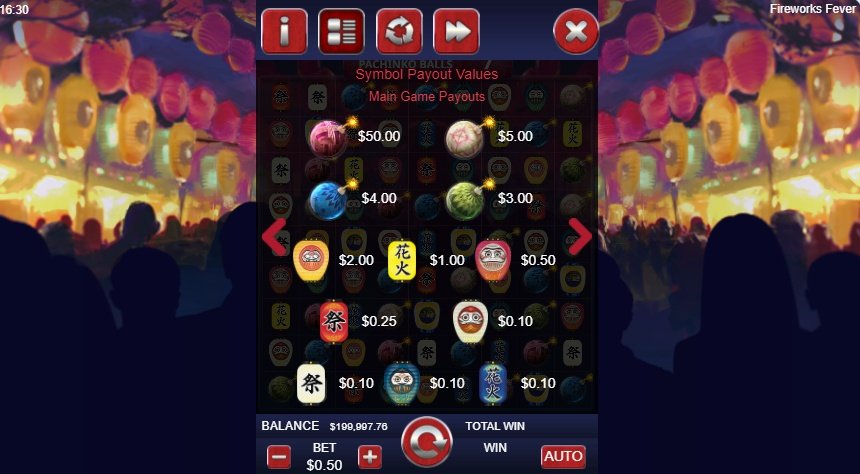 16:30
Fireworks Fever
PACHINKO BALLS
Symbol Payout Values
Main Game Payouts
$50.00 $5.00
$4.00 $3.00
$2.00 花火 $1.00 $0.50
祭 $0.25 $0.10
祭 $0.10 $0.10 花火 $0.10
BALANCE $199,997.76 TOTAL WIN
BET WIN
$0.50 AUTO